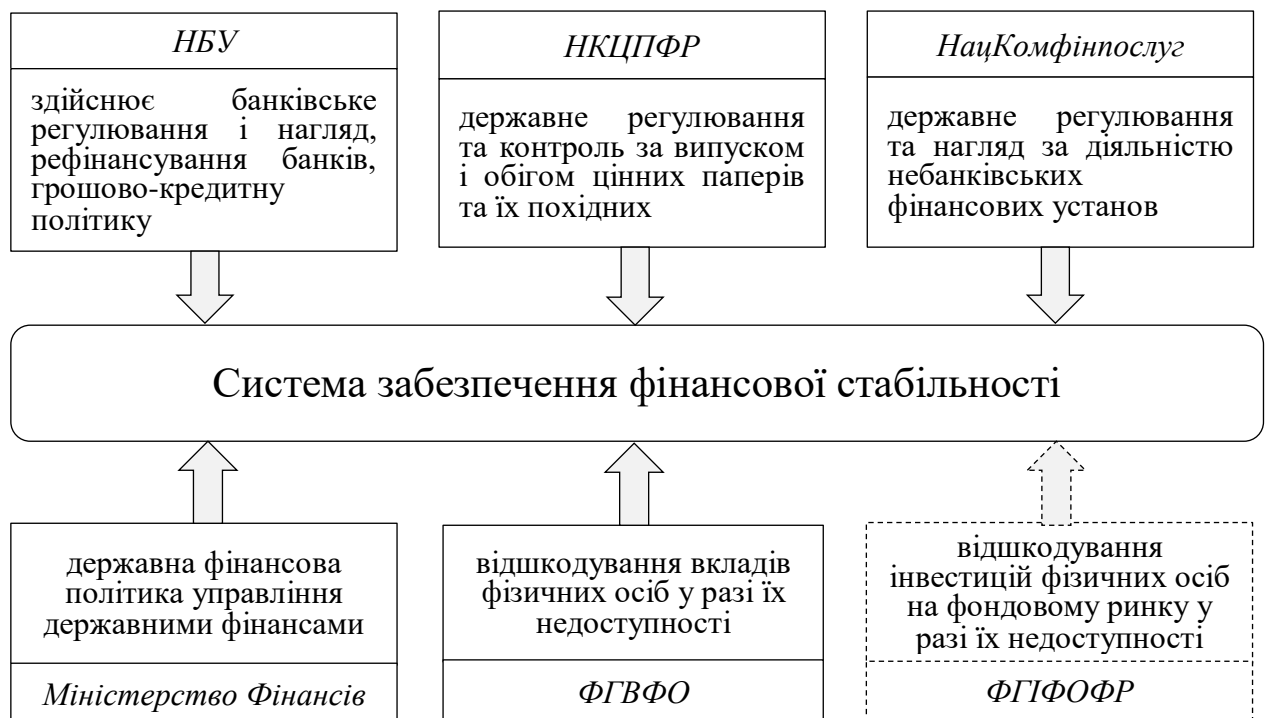 НБУ
здійснює банківське
регулювання і нагляд,
рефінансування банків,
грошово-кредитну
політику
НКЦПФР
державне регулювання
та контроль за випуском
і обігом цінних паперів
та їх похідних
НацКомфінпослуг
державне регулювання
та нагляд за діяльністю
небанківських
фінансових установ
Система забезпечення фінансової стабільності
державна фінансова
політика управління
державними фінансами
Міністерство Фінансів
відшкодування вкладів
фізичних осіб у разі їх
недоступності
ФГВФО
відшкодування
інвестицій фізичних осіб
на фондовому ринку у
разі їх недоступності
ФГІФОФР